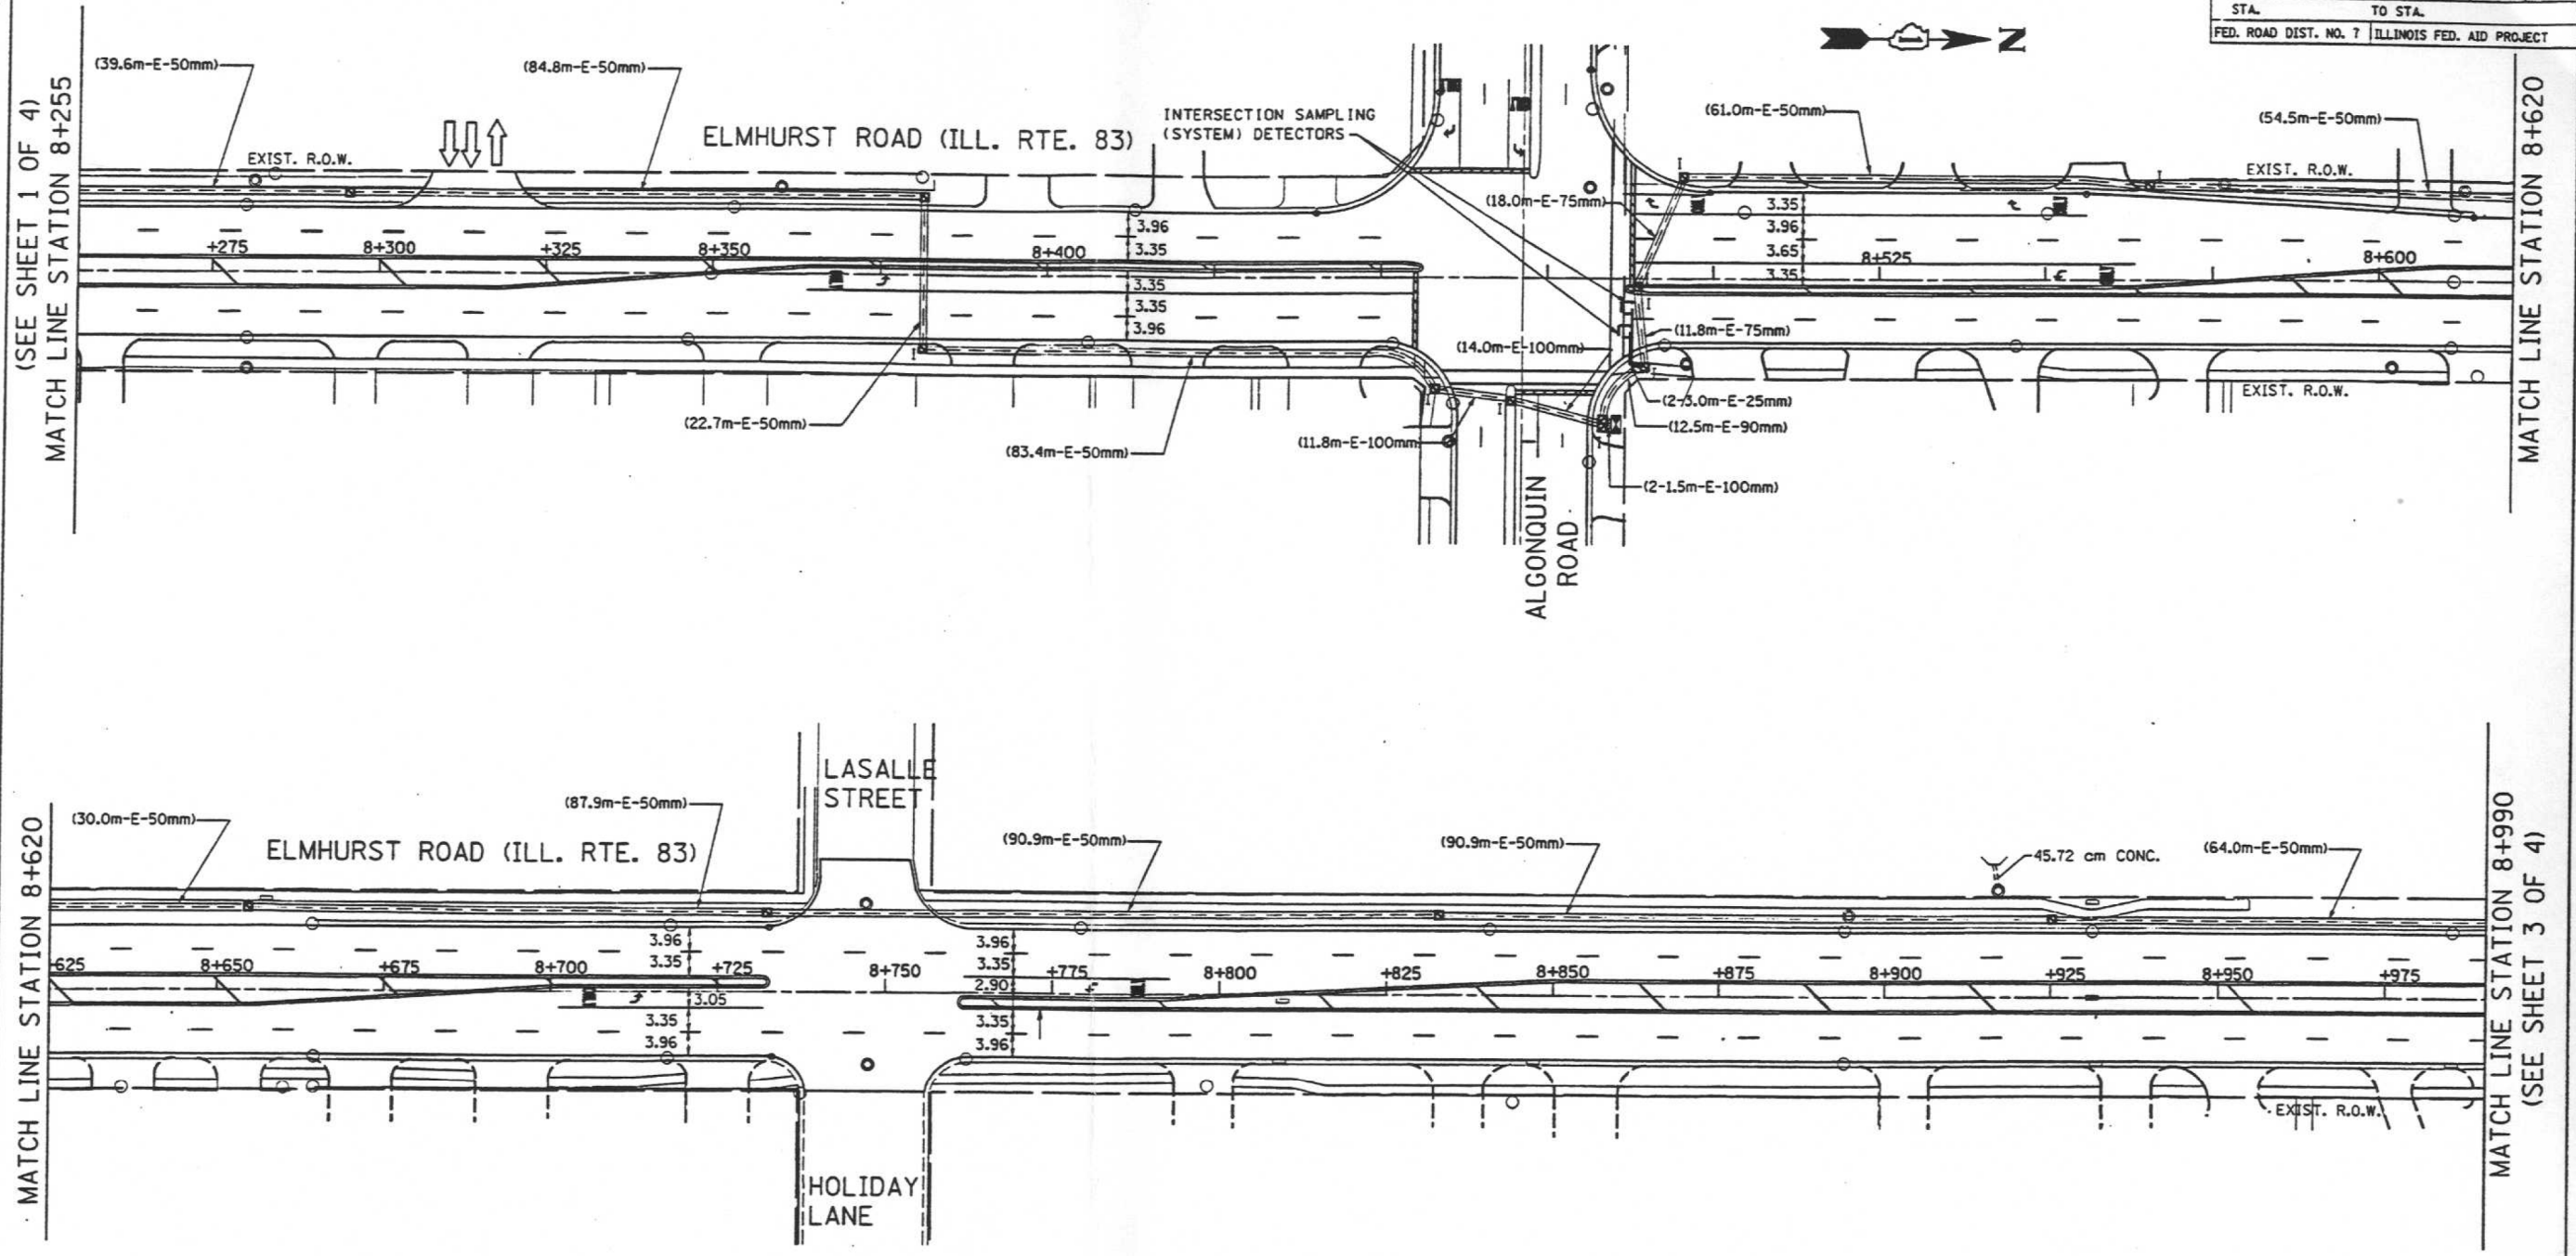 STA. TO STA.
FED. ROAD DIST. NO. 7 ILLINOIS FED. AID PROJECT
N
(SEE SHEET 1 OF 4)
MATCH LINE STATION 8+255
(39.6m-E-50mm)
(84.8m-E-50mm)
EXIST. R.O.W.
ELMHURST ROAD (ILL. RTE. 83)
INTERSECTION SAMPLING
(SYSTEM) DETECTORS
(61.0m-E-50mm)
(54.5m-E-50mm)
EXIST. R.O.W.
(18.0m-E-75mm)
MATCH LINE STATION 8+620
+275
8+300
+325
8+350
8+400
3.96
3.35
3.35
3.35
3.96
3.35
3.96
3.65
3.35
8+525
8+600
I
I
I
I
I
I
I
(11.8m-E-75mm)
(14.0m-E-100mm)
(22.7m-E-50mm)
(83.4m-E-50mm)
(11.8m-E-100mm
(2-3.0m-E-25mm)
(12.5m-E-90mm)
(2-1.5m-E-100mm)
EXIST. R.O.W.
ALGONQUIN
ROAD
MATCH LINE STATION 8+620
(30.0m-E-50mm)
ELMHURST ROAD (ILL. RTE. 83)
(87.9m-E-50mm)
LASALLE
STREET
(90.9m-E-50mm)
(90.9m-E-50mm)
45.72 cm CONC.
(64.0m-E-50mm)
+625
8+650
+675
8+700
+725
8+750
+775
8+800
+825
8+850
+875
8+900
+925
8+950
+975
3.96
3.35
3.05
3.35
3.96
3.96
3.35
2.90
3.35
3.96
EXIST. R.O.W.
HOLIDAY
LANE
MATCH LINE STATION 8+990
(SEE SHEET 3 OF 4)